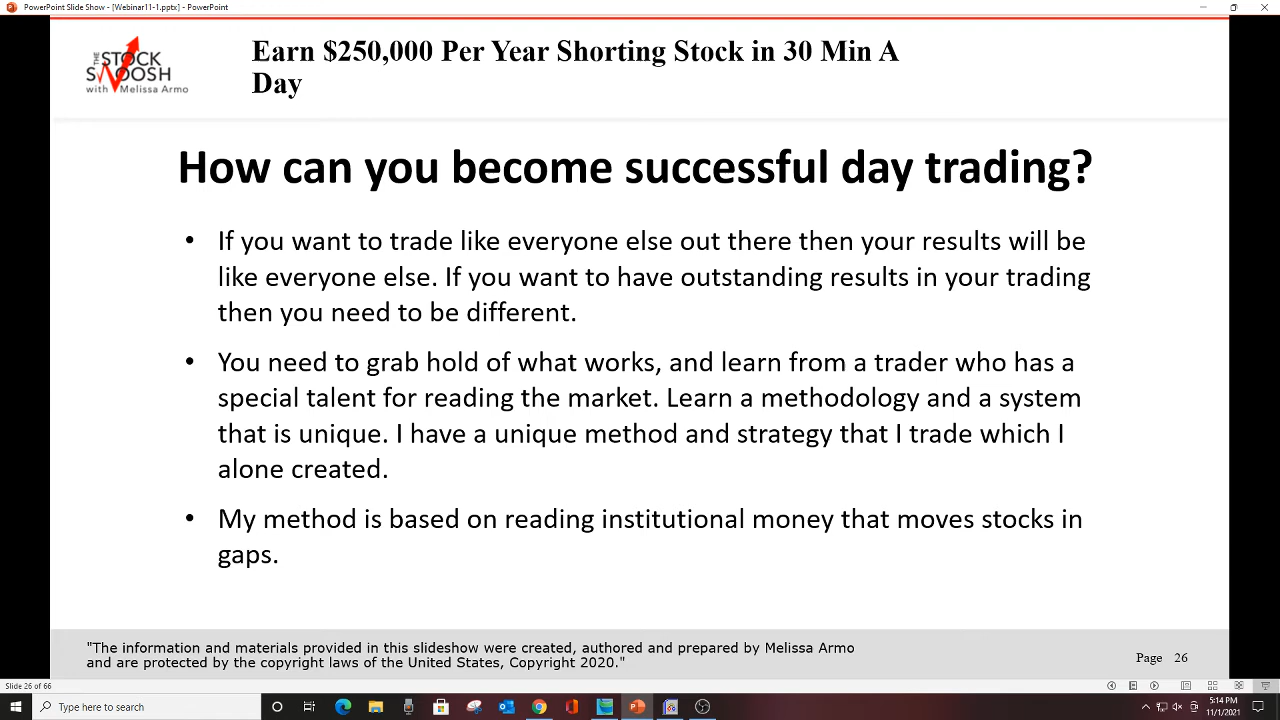 PowerPoint Slide Show - [Webinar11-1.pptx] - PowerPoint
THE
STOCK
SWOOSH
with Melissa Armo
Earn $250,000 Per Year Shorting Stock in 30 Min A
Day
How can you become successful day trading?
• If you want to trade like everyone else out there then your results will be
like everyone else. If you want to have outstanding results in your trading
then you need to be different.
• You need to grab hold of what works, and learn from a trader who has a
special talent for reading the market. Learn a methodology and a system
that is unique. I have a unique method and strategy that I trade which I
alone created.
• My method is based on reading institutional money that moves stocks in
gaps.
"The information and materials provided in this slideshow were created, authored and prepared by Melissa Armo
and are protected by the copyright laws of the United States, Copyright 2020."
Page 26
Slide 26 of 66
Type here to search
5:14 PM
11/1/2021